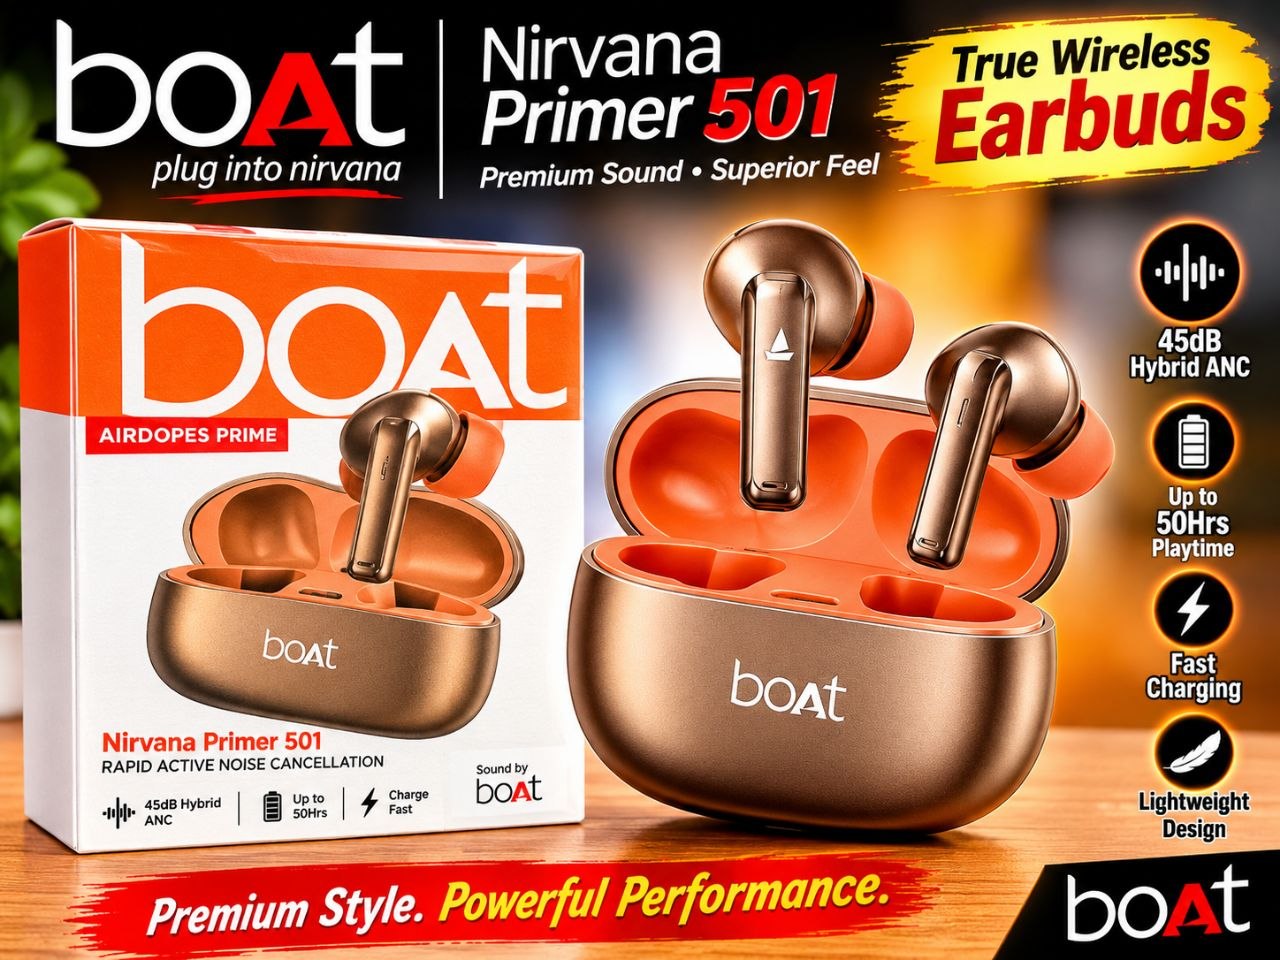 boAt
plug into nirvana
Nirvana
Primer 501
Premium Sound • Superior Feel
True Wireless
Earbuds
boAt
AIRDOPES PRIME
boAt
Nirvana Primer 501
RAPID ACTIVE NOISE CANCELLATION
45dB Hybrid
ANC
Up to
50Hrs
Charge
Fast
Sound by
boAt
boAt
45dB
Hybrid ANC
Up to
50Hrs
Playtime
Fast
Charging
Lightweight
Design
Premium Style. Powerful Performance.
boAt